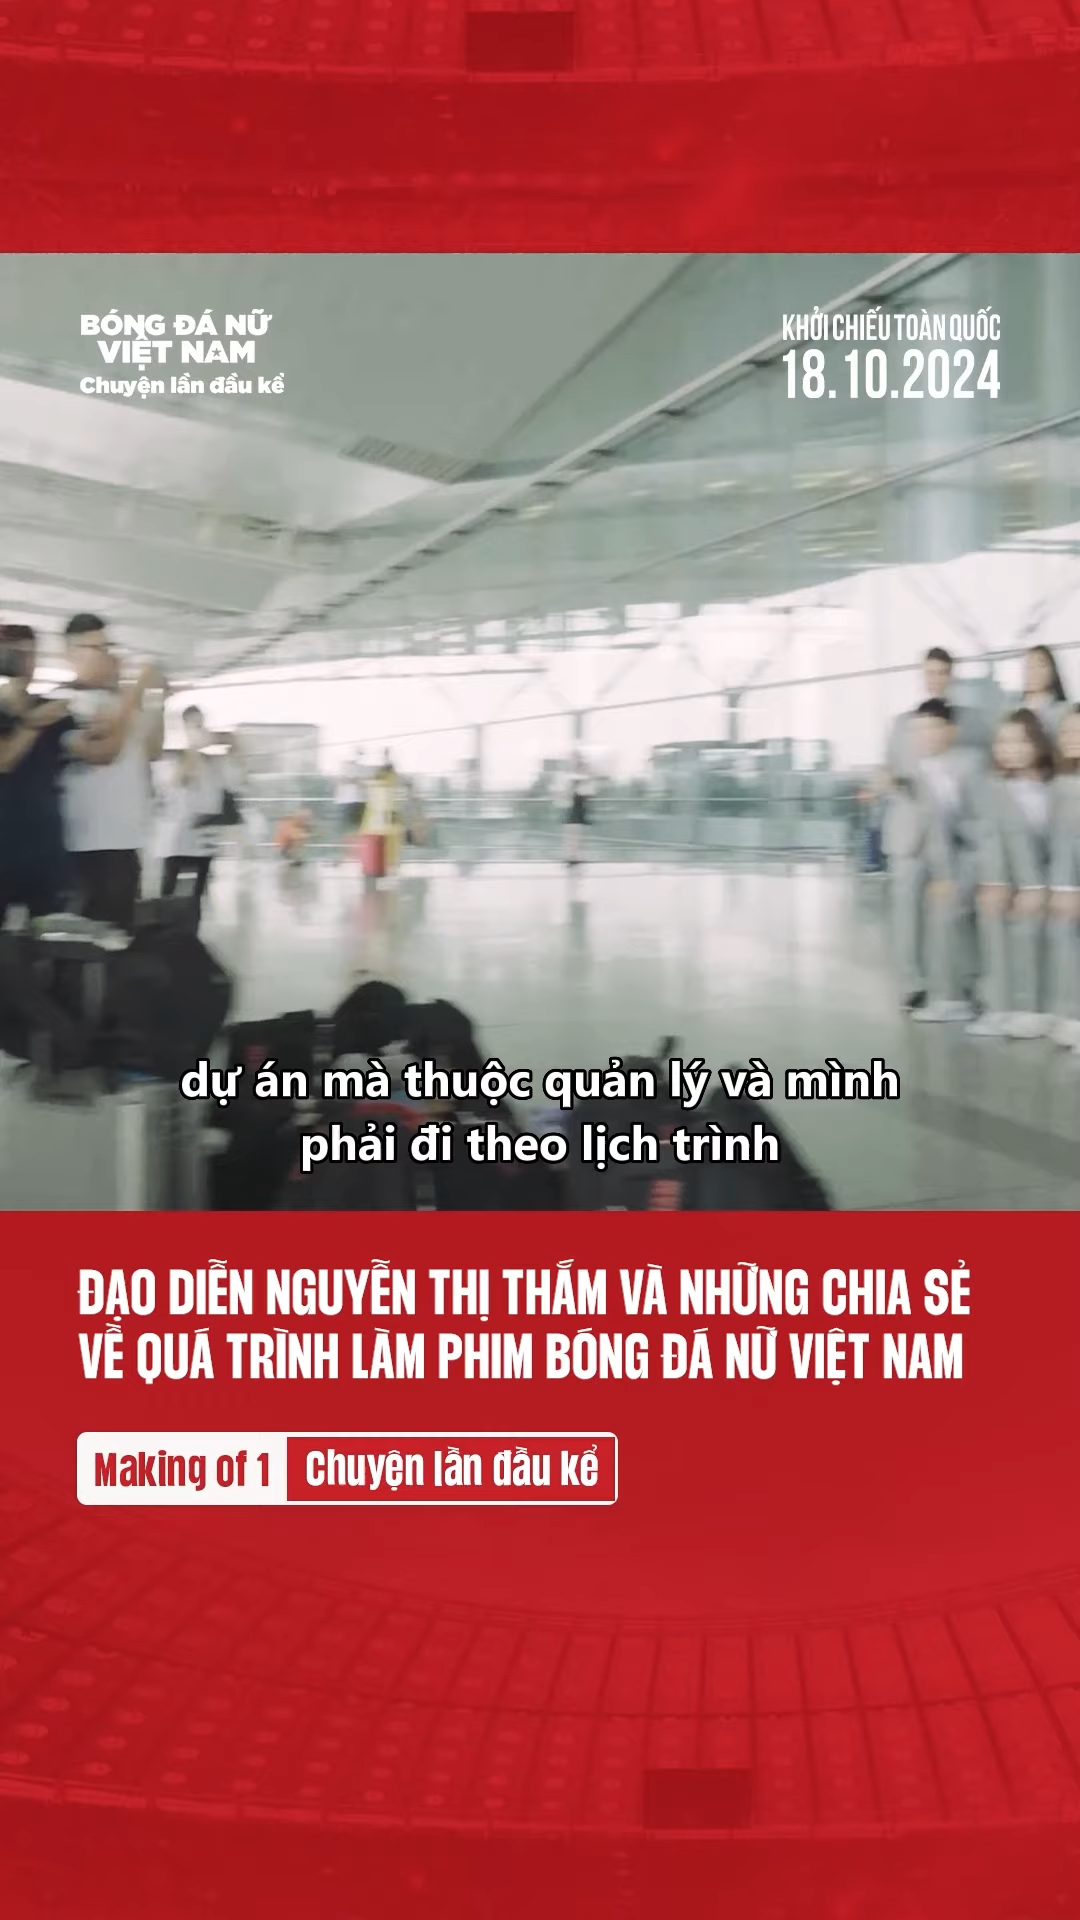 BÓNG ĐÁ NỮ
VIỆT NAM
Chuyện lần đầu kể
KHỞI CHIẾU TOÀN QUỐC
18.10.2024
dự án mà thuộc quản lý và mình
phải đi theo lịch trình
ĐẠO DIỄN NGUYỄN THỊ THẮM VÀ NHỮNG CHIA SẺ
VỀ QUÁ TRÌNH LÀM PHIM BÓNG ĐÁ NỮ VIỆT NAM
Making of 1 Chuyện lần đầu kể